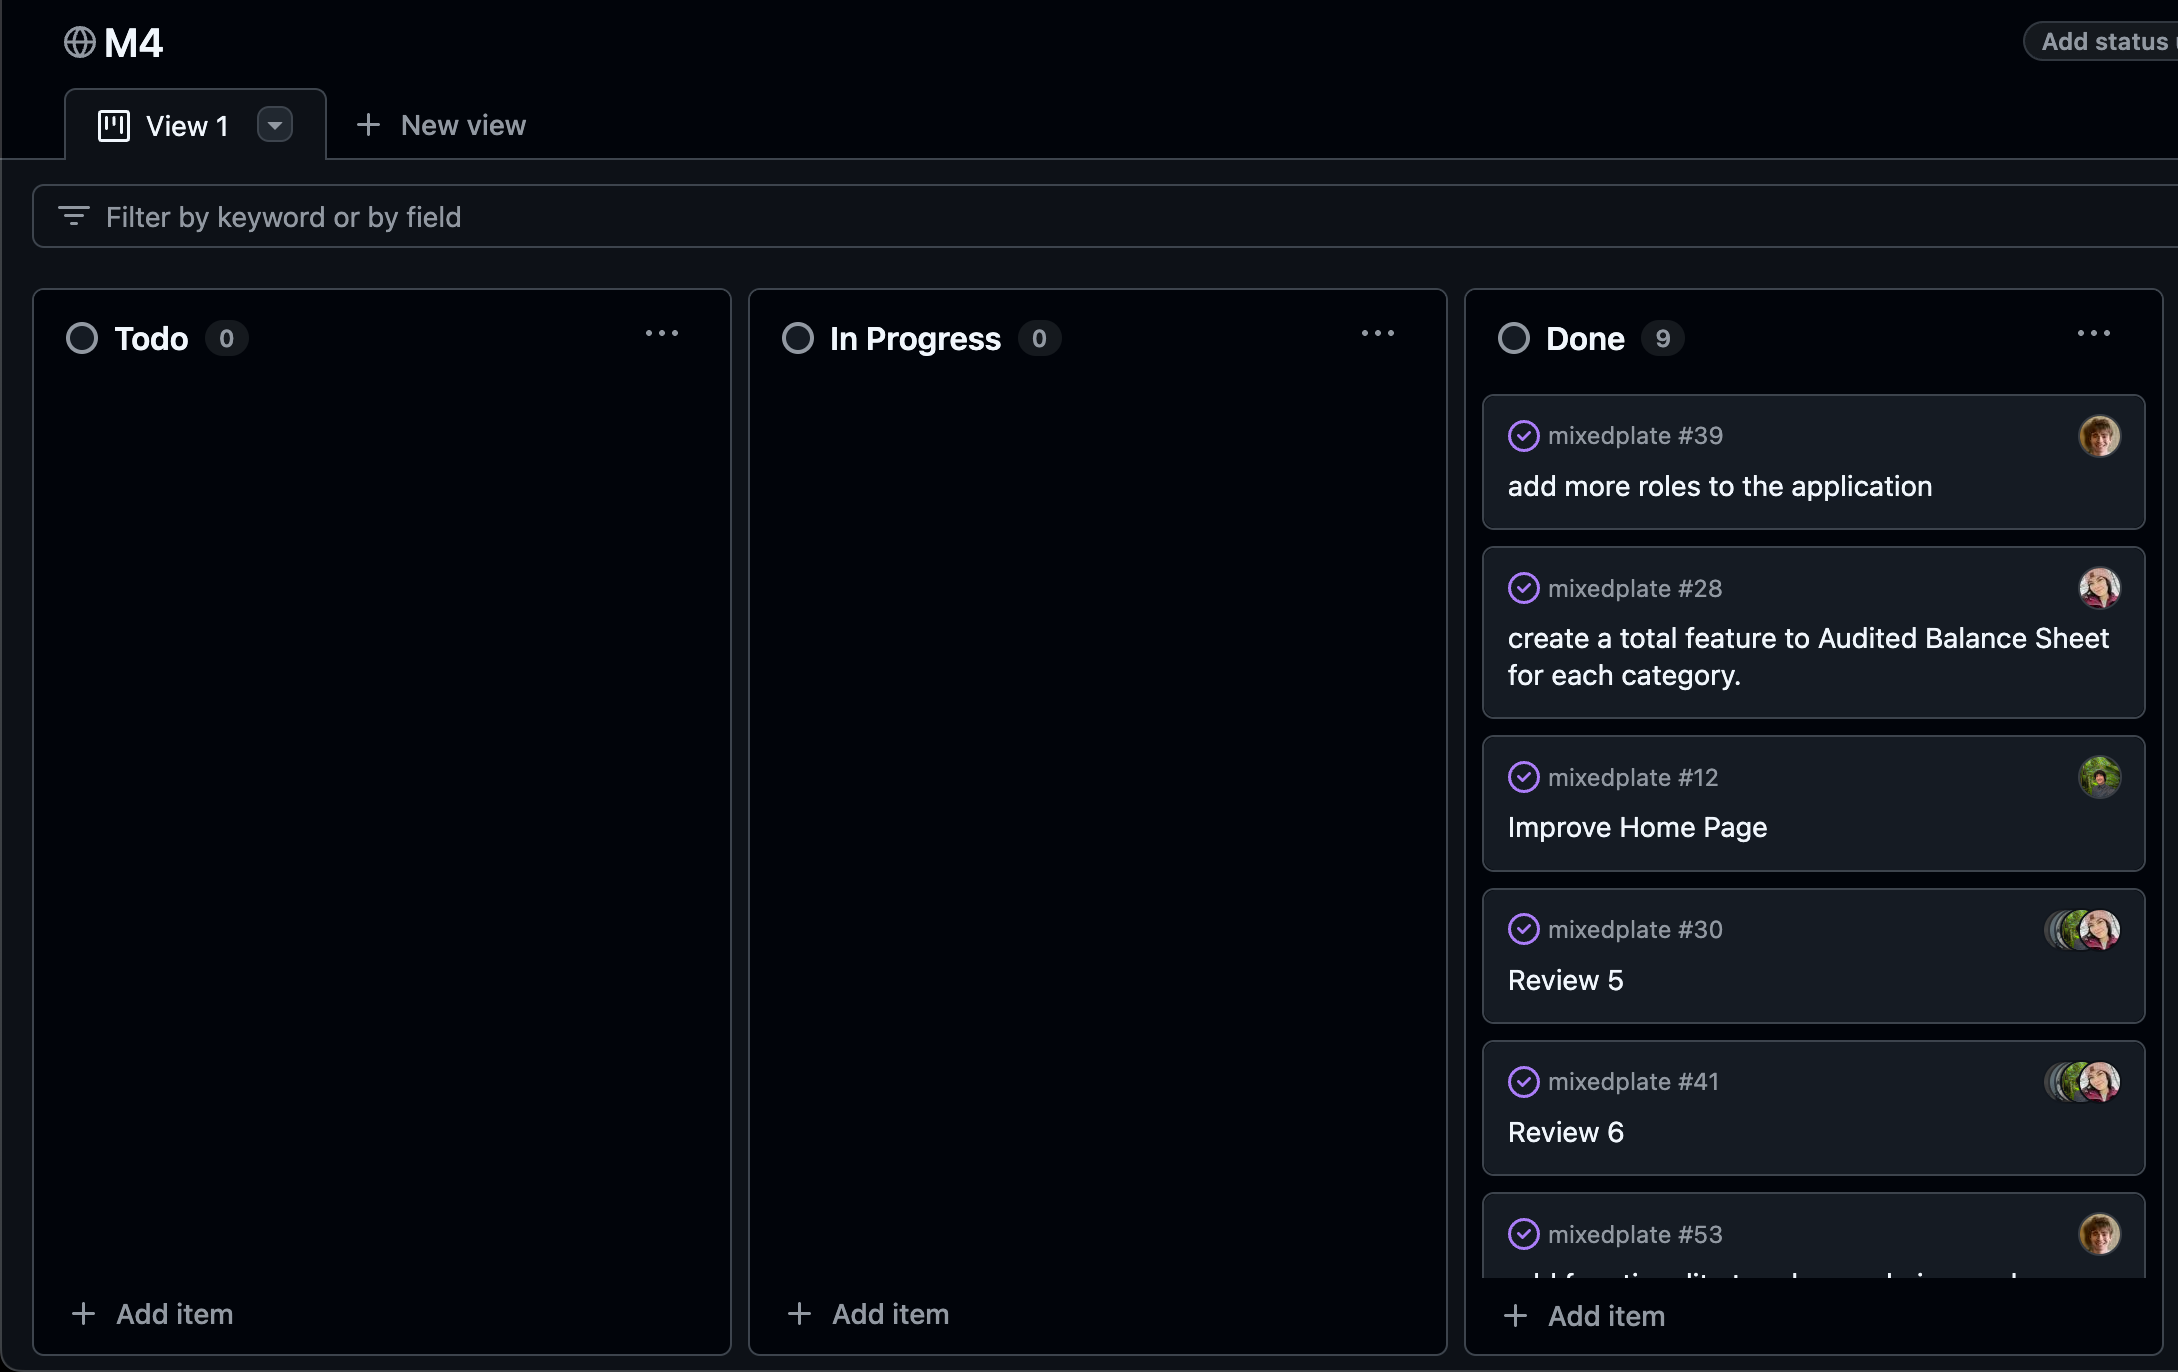 M4
Add status
View 1
New view
Filter by keyword or by field
Todo 0
Add item
In Progress 0
Add item
Done 9
mixedplate #39
add more roles to the application
mixedplate #28
create a total feature to Audited Balance Sheet
for each category.
mixedplate #12
Improve Home Page
mixedplate #30
Review 5
mixedplate #41
Review 6
mixedplate #53
Add item